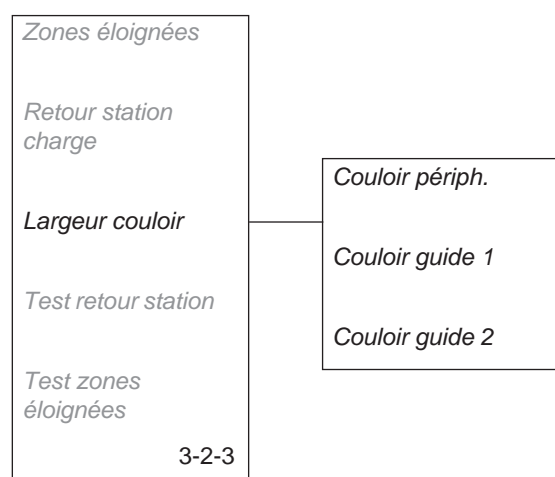 Zones éloignées
Retour station
charge
Largeur couloir
Test retour station
Test zones
éloignées
3-2-3
Couloir périph.
Couloir guide 1
Couloir guide 2